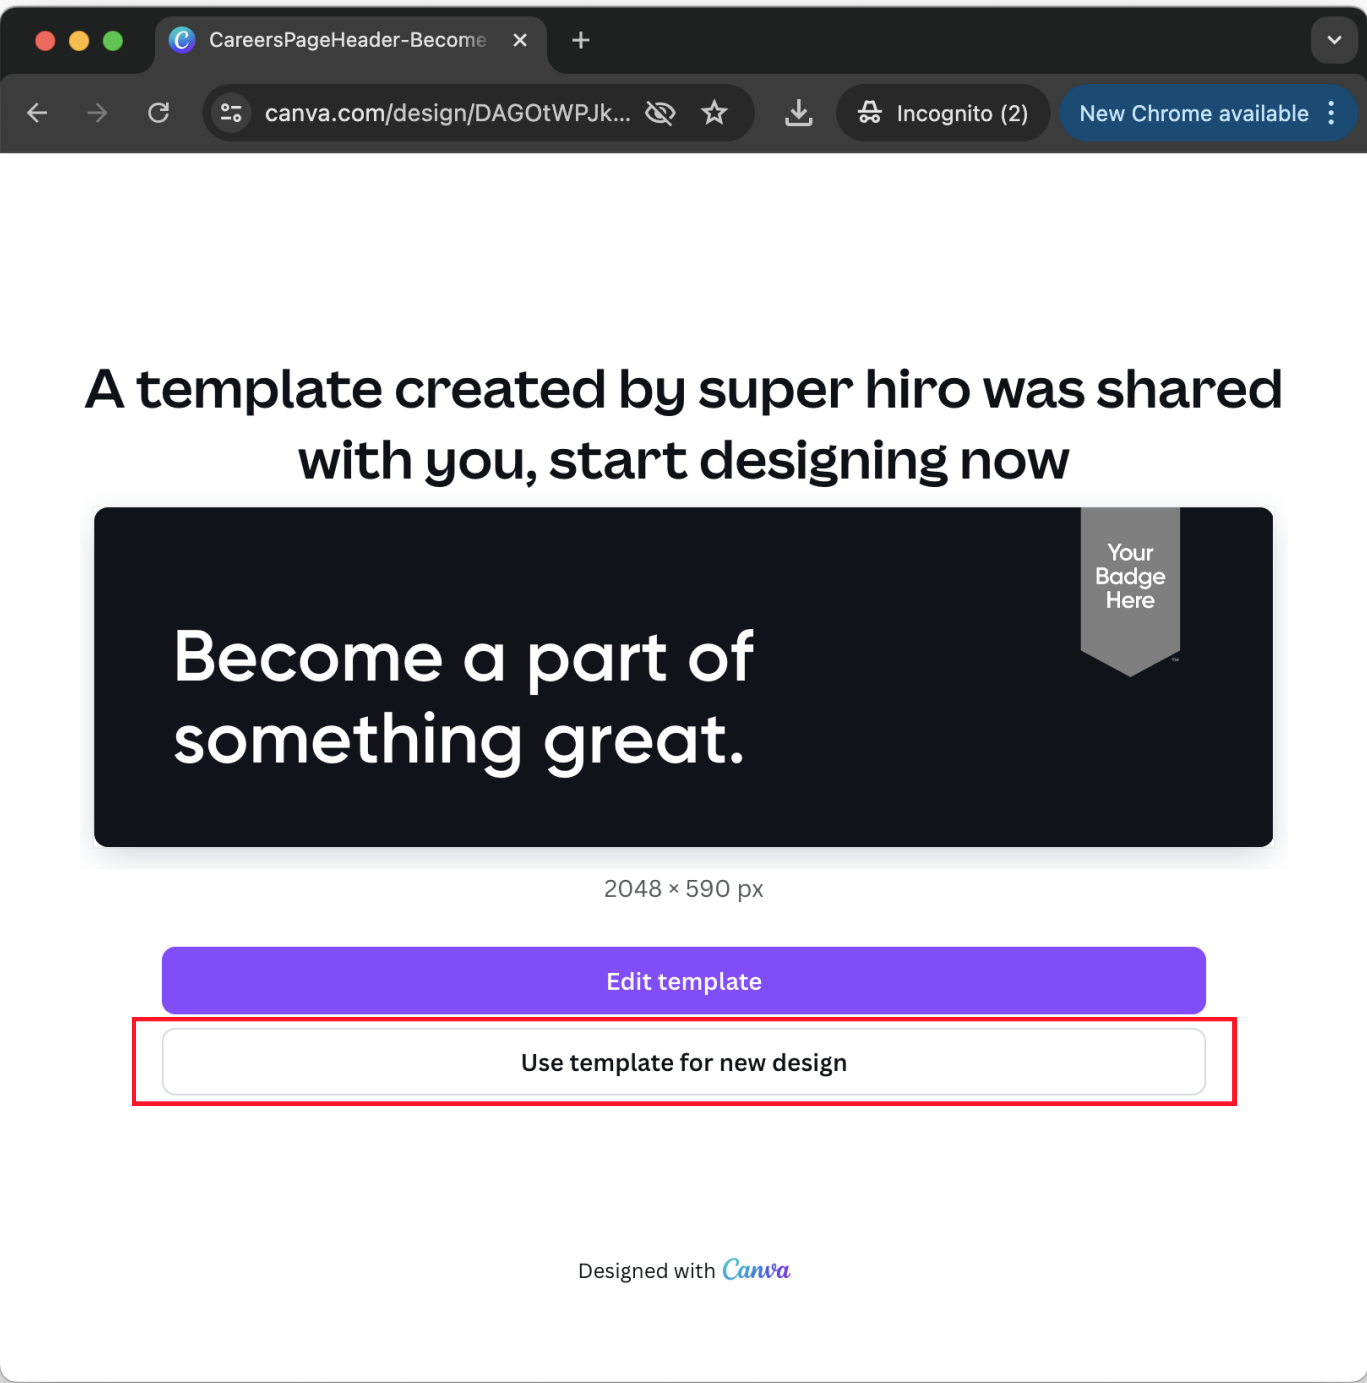 CareersPageHeader-Become
canva.com/design/DAGOtWPJk...
Incognito (2)
New Chrome available
A template created by super hiro was shared
with you, start designing now
Your
Badge
Here
™
Become a part of
something great.
2048 × 590 px
Edit template
Use template for new design
Designed with Canva